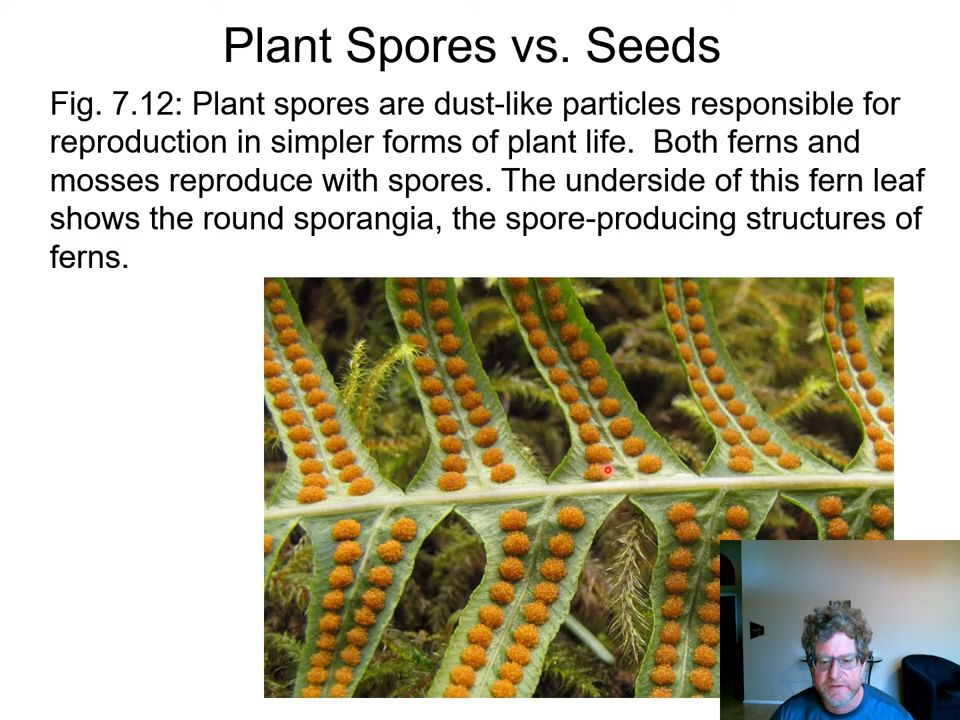 Plant Spores vs. Seeds
Fig. 7.12: Plant spores are dust-like particles responsible for
reproduction in simpler forms of plant life.  Both ferns and
mosses reproduce with spores. The underside of this fern leaf
shows the round sporangia, the spore-producing structures of
ferns.